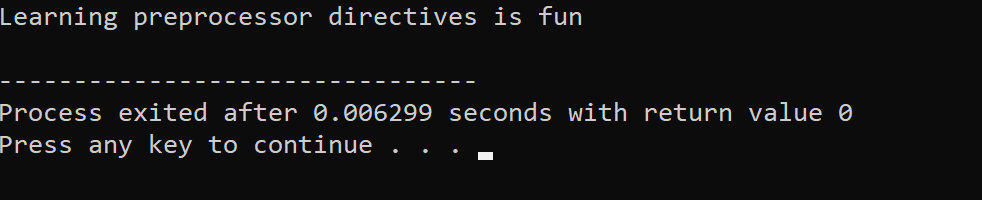 Learning preprocessor directives is fun
--------------------------------
Process exited after 0.006299 seconds with return value 0
Press any key to continue . . .